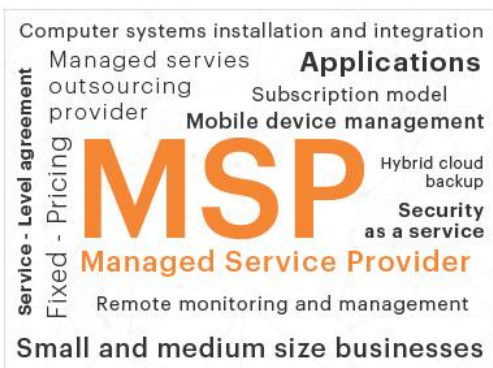 Computer systems installation and integration
Managed servies
outsourcing
provider
Applications
Subscription model
Mobile device management
Service - Level agreement
Fixed - Pricing
MSP
Hybrid cloud
backup
Security
as a service
Managed Service Provider
Remote monitoring and management
Small and medium size businesses